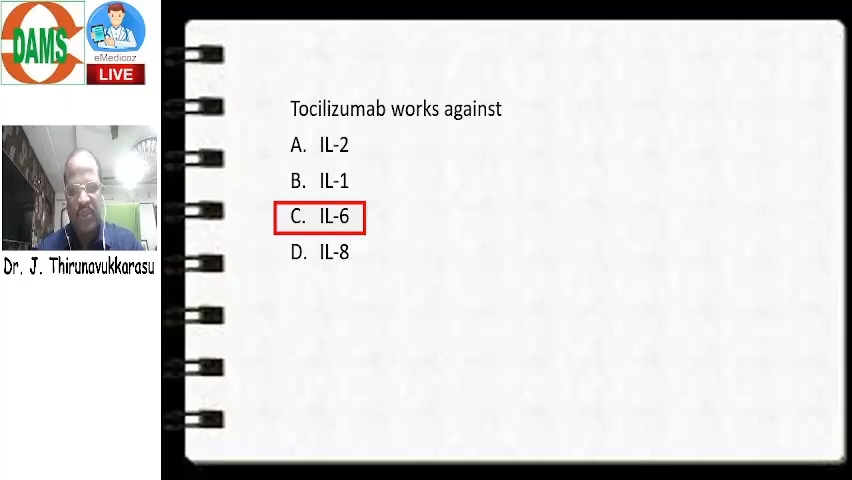 DAMS
eMedicoz
LIVE
Dr. J. Thirunavukkarasu
Tocilizumab works against
A. IL-2
B. IL-1
C. IL-6
D. IL-8